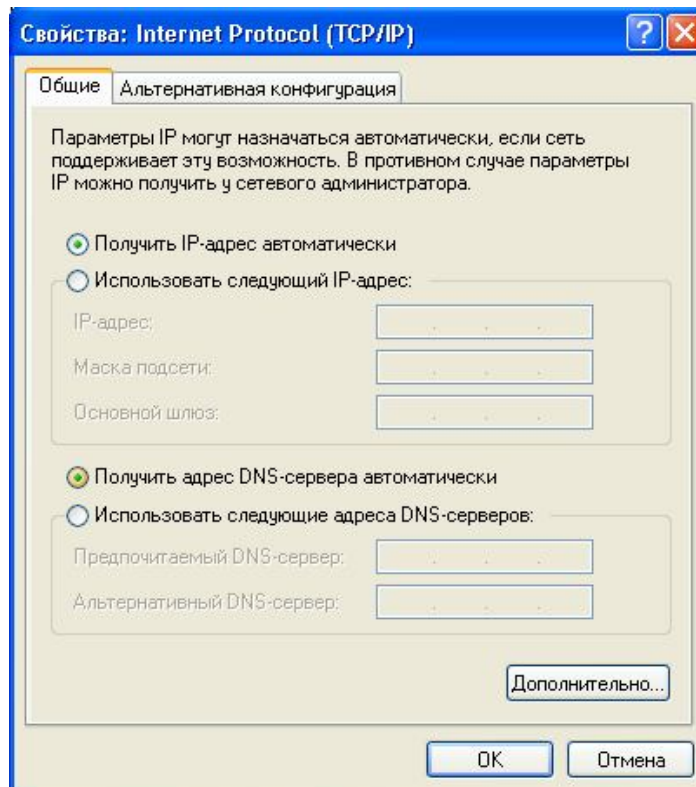 Свойства: Internet Protocol (TCP/IP)
Общие
Альтернативная конфигурация
Параметры IP могут назначаться автоматически, если сеть
поддерживает эту возможность. В противном случае параметры
IP можно получить у сетевого администратора.
Получить IP-адрес автоматически
Использовать следующий IP-адрес:
IP-адрес:
Маска подсети:
Основной шлюз:
Получить адрес DNS-сервера автоматически
Использовать следующие адреса DNS-серверов:
Предпочитаемый DNS-сервер:
Альтернативный DNS-сервер:
Дополнительно...
OK
Отмена